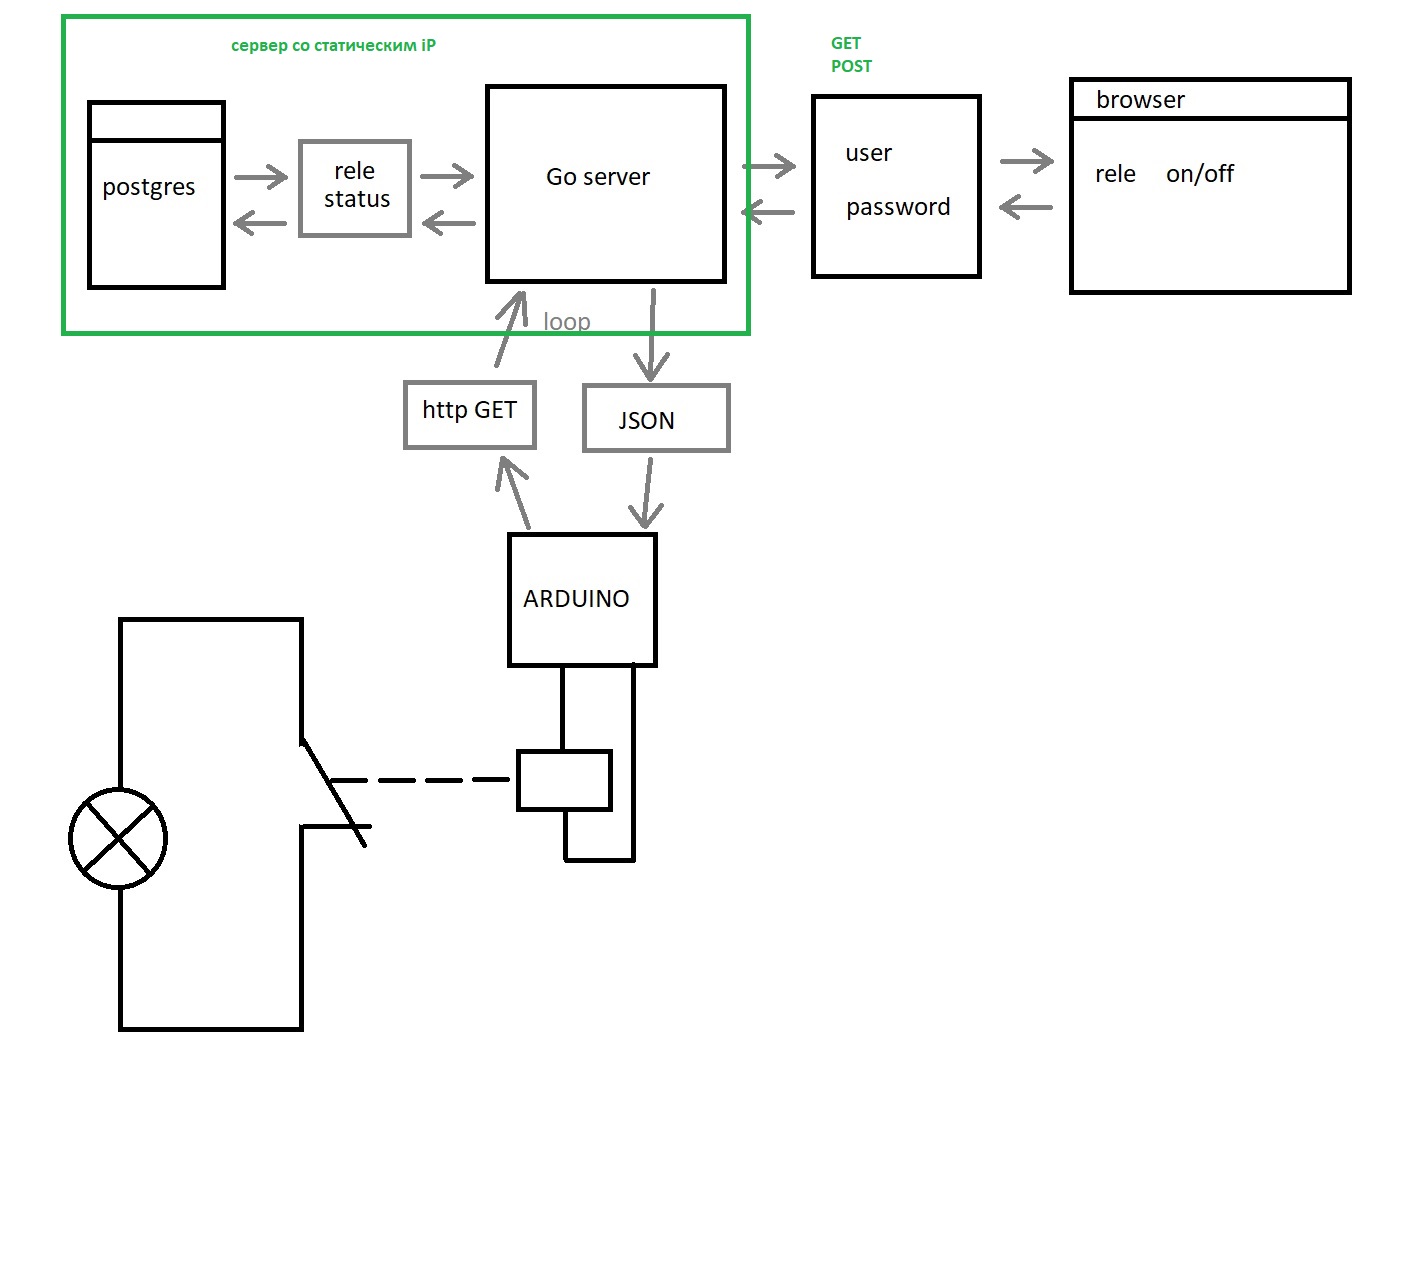 сервер со статическим iP
GET
POST
browser
postgres
rele
status
Go server
user
password
rele on/off
loop
http GET
JSON
ARDUINO